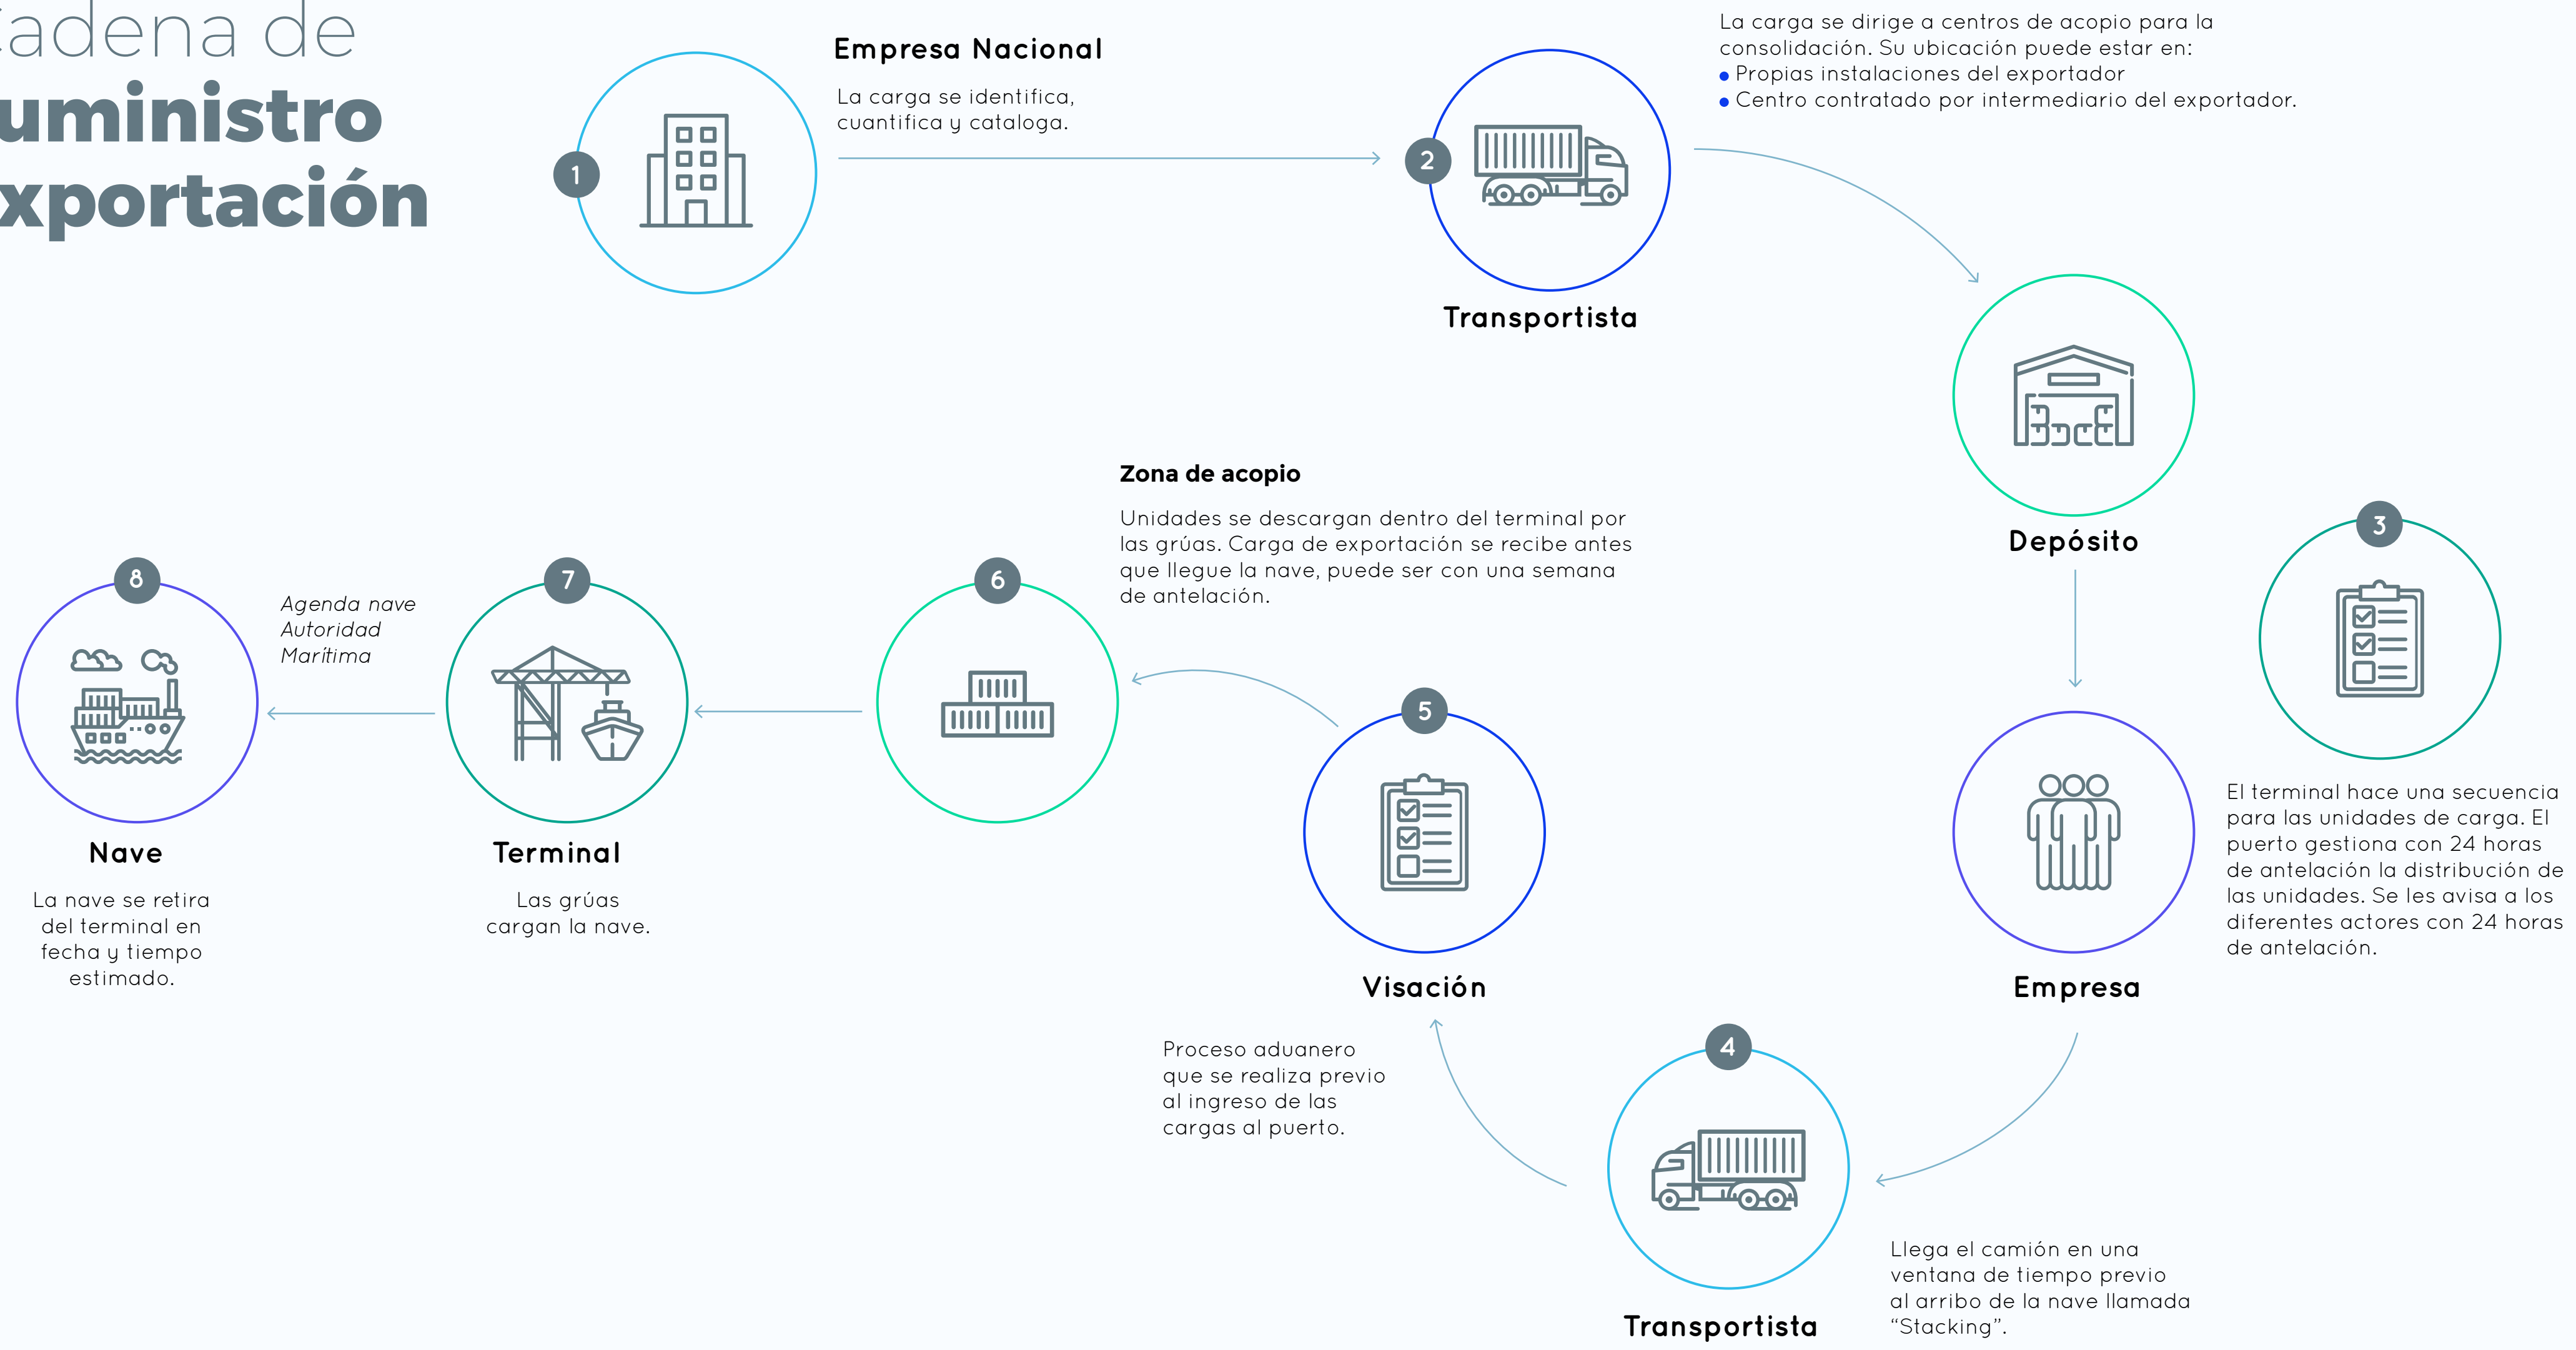 Cadena de
uministro
xportación
1
Empresa Nacional
La carga se identifica,
cuantifica y cataloga.
2
Transportista
La carga se dirige a centros de acopio para la
consolidación. Su ubicación puede estar en:
• Propias instalaciones del exportador
• Centro contratado por intermediario del exportador.
Depósito
3
El terminal hace una secuencia
para las unidades de carga. El
puerto gestiona con 24 horas
de antelación la distribución de
las unidades. Se les avisa a los
diferentes actores con 24 horas
de antelación.
Empresa
4
Transportista
Llega el camión en una
ventana de tiempo previo
al arribo de la nave llamada
“Stacking”.
5
Visación
Proceso aduanero
que se realiza previo
al ingreso de las
cargas al puerto.
Zona de acopio
Unidades se descargan dentro del terminal por
las grúas. Carga de exportación se recibe antes
que llegue la nave, puede ser con una semana
de antelación.
6
7
Terminal
Las grúas
cargan la nave.
Agenda nave
Autoridad
Marítima
8
Nave
La nave se retira
del terminal en
fecha y tiempo
estimado.